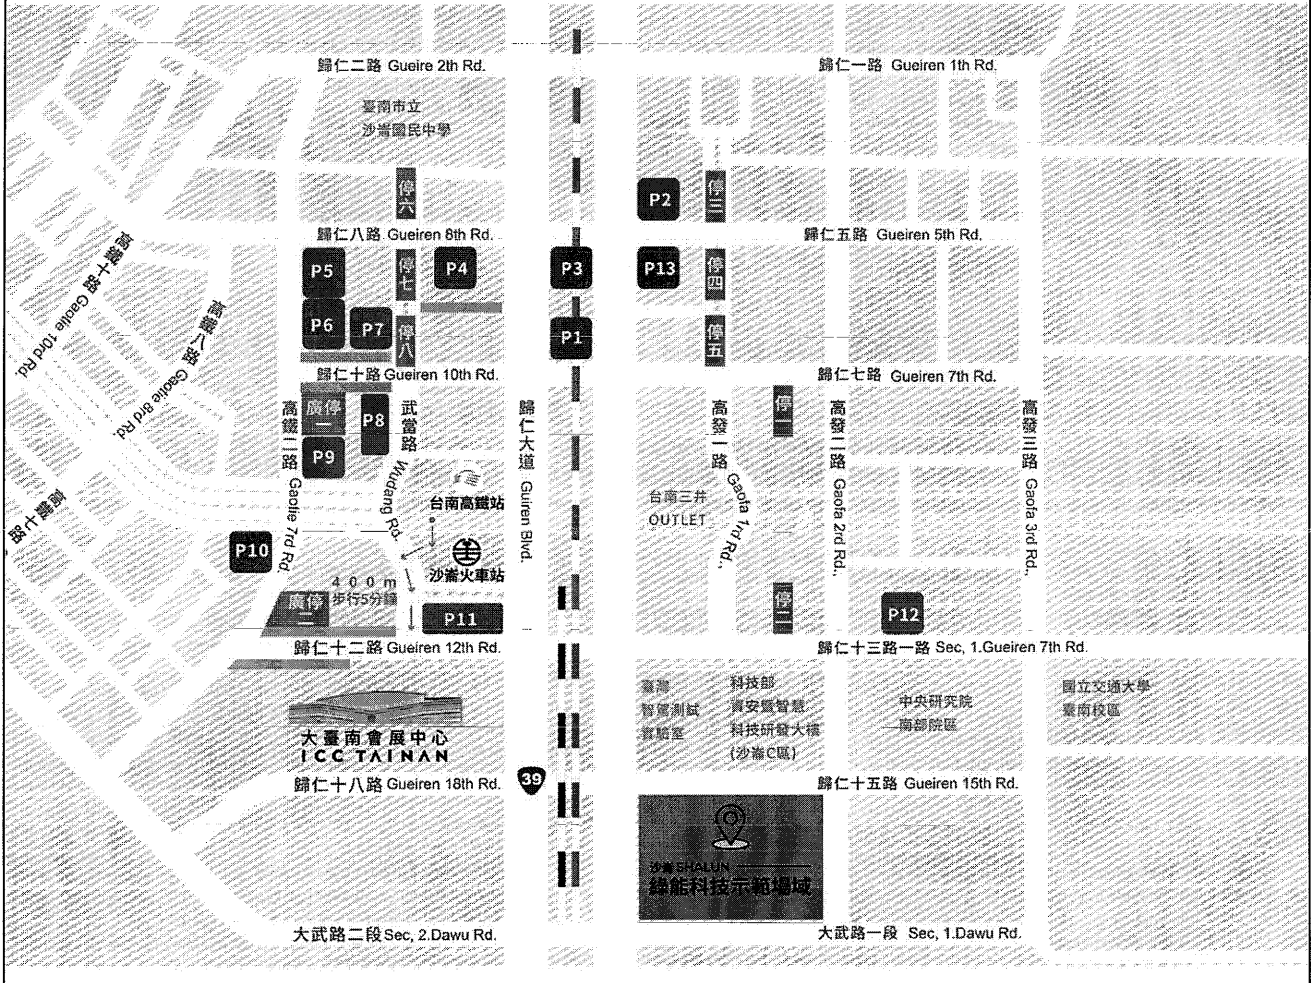 歸仁二路 Gueire 2th Rd.
歸仁一路 Gueiren 1th Rd.
臺南市立
沙崙國民中學
停六
P2
停三
歸仁八路 Gueiren 8th Rd.
歸仁五路 Gueiren 5th Rd.
高鐵十路 Gaotie 10rd Rd.
P5
停七
P4
P3
P13
停四
高鐵八路 Gaotie 8rd Rd.
P6
P7
停八
P1
停五
歸仁十路 Gueiren 10th Rd.
歸仁七路 Gueiren 7th Rd.
廣停一
P8
P9
高鐵二路 Gaotie 7rd Rd.
武當路 Wudang Rd.
歸仁大道 Guiren Blvd.
高發一路 Gaofa 1rd Rd.,
停一
高發二路 Gaofa 2rd Rd.,
高發三路 Gaofa 3rd Rd.,
台南高鐵站
台南三井
OUTLET
高鐵七路
P10
沙崙火車站
400m
步行5分鐘
廣停二
P11
停二
P12
歸仁十二路 Gueiren 12th Rd.
歸仁十三路一路 Sec, 1.Gueiren 7th Rd.
臺灣
智駕測試
實驗室
科技部
資安暨智慧
科技研發大樓
(沙崙C區)
中央研究院
南部院區
國立交通大學
臺南校區
大臺南會展中心
ICC TAINAN
歸仁十八路 Gueiren 18th Rd.
39
歸仁十五路 Gueiren 15th Rd.
沙崙SHALUN
綠能科技示範場域
大武路二段 Sec, 2.Dawu Rd.
大武路一段 Sec, 1.Dawu Rd.